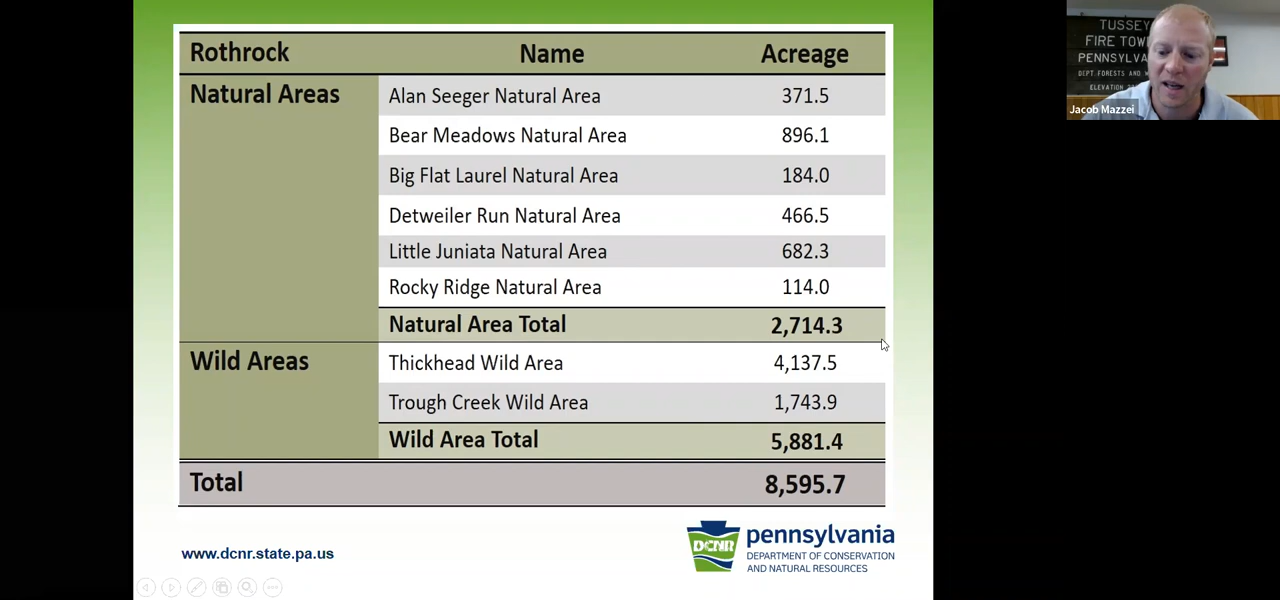 Rothrock Name Acreage
Natural Areas Alan Seeger Natural Area 371.5
Bear Meadows Natural Area 896.1
Big Flat Laurel Natural Area 184.0
Detweiler Run Natural Area 466.5
Little Juniata Natural Area 682.3
Rocky Ridge Natural Area 114.0
Natural Area Total 2,714.3
Wild Areas Thickhead Wild Area 4,137.5
Trough Creek Wild Area 1,743.9
Wild Area Total 5,881.4
Total 8,595.7
www.dcnr.state.pa.us
DCNR
pennsylvania
DEPARTMENT OF CONSERVATION
AND NATURAL RESOURCES
TUSSEY
FIRE TOW
PENNSYLVA
DEPT FORESTS AND W
ELEVATION
Jacob Mazzei